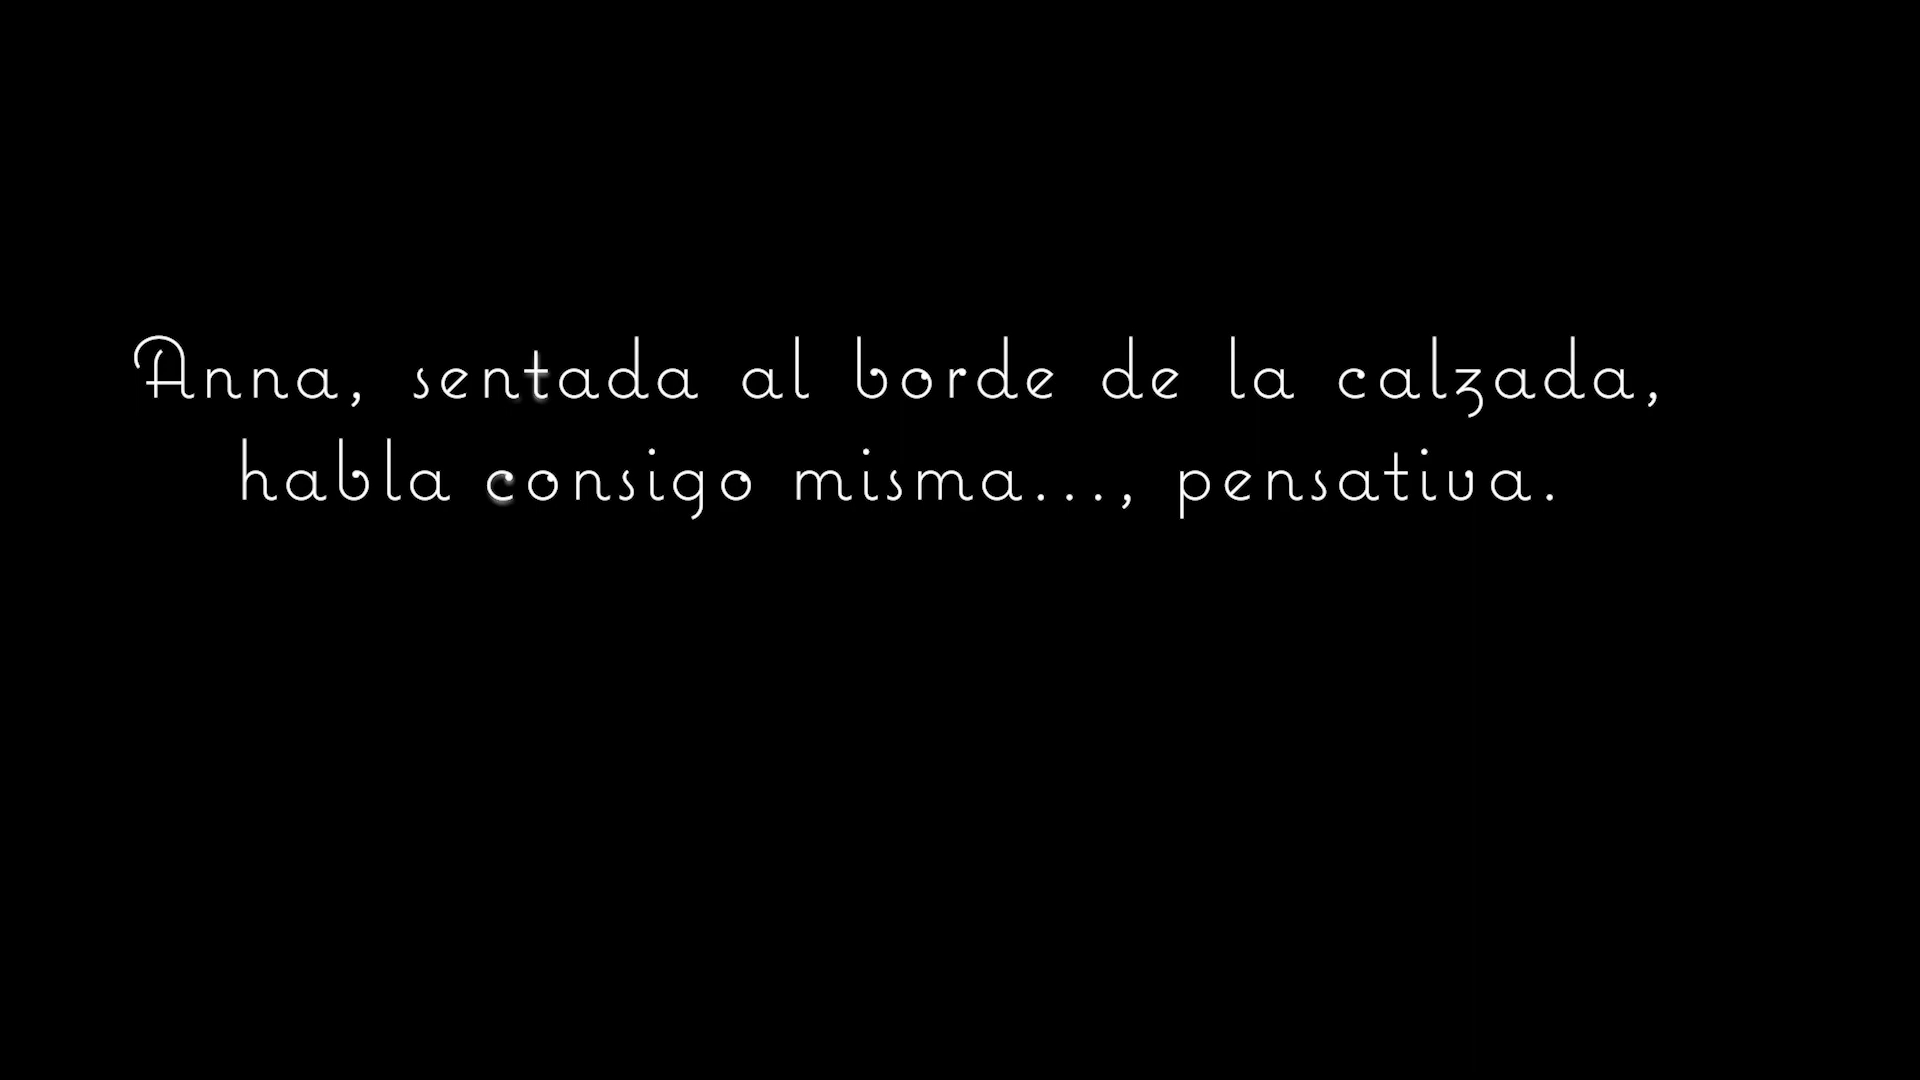 Anna, sentada al borde de la calzada,
habla consigo misma..., pensativa.